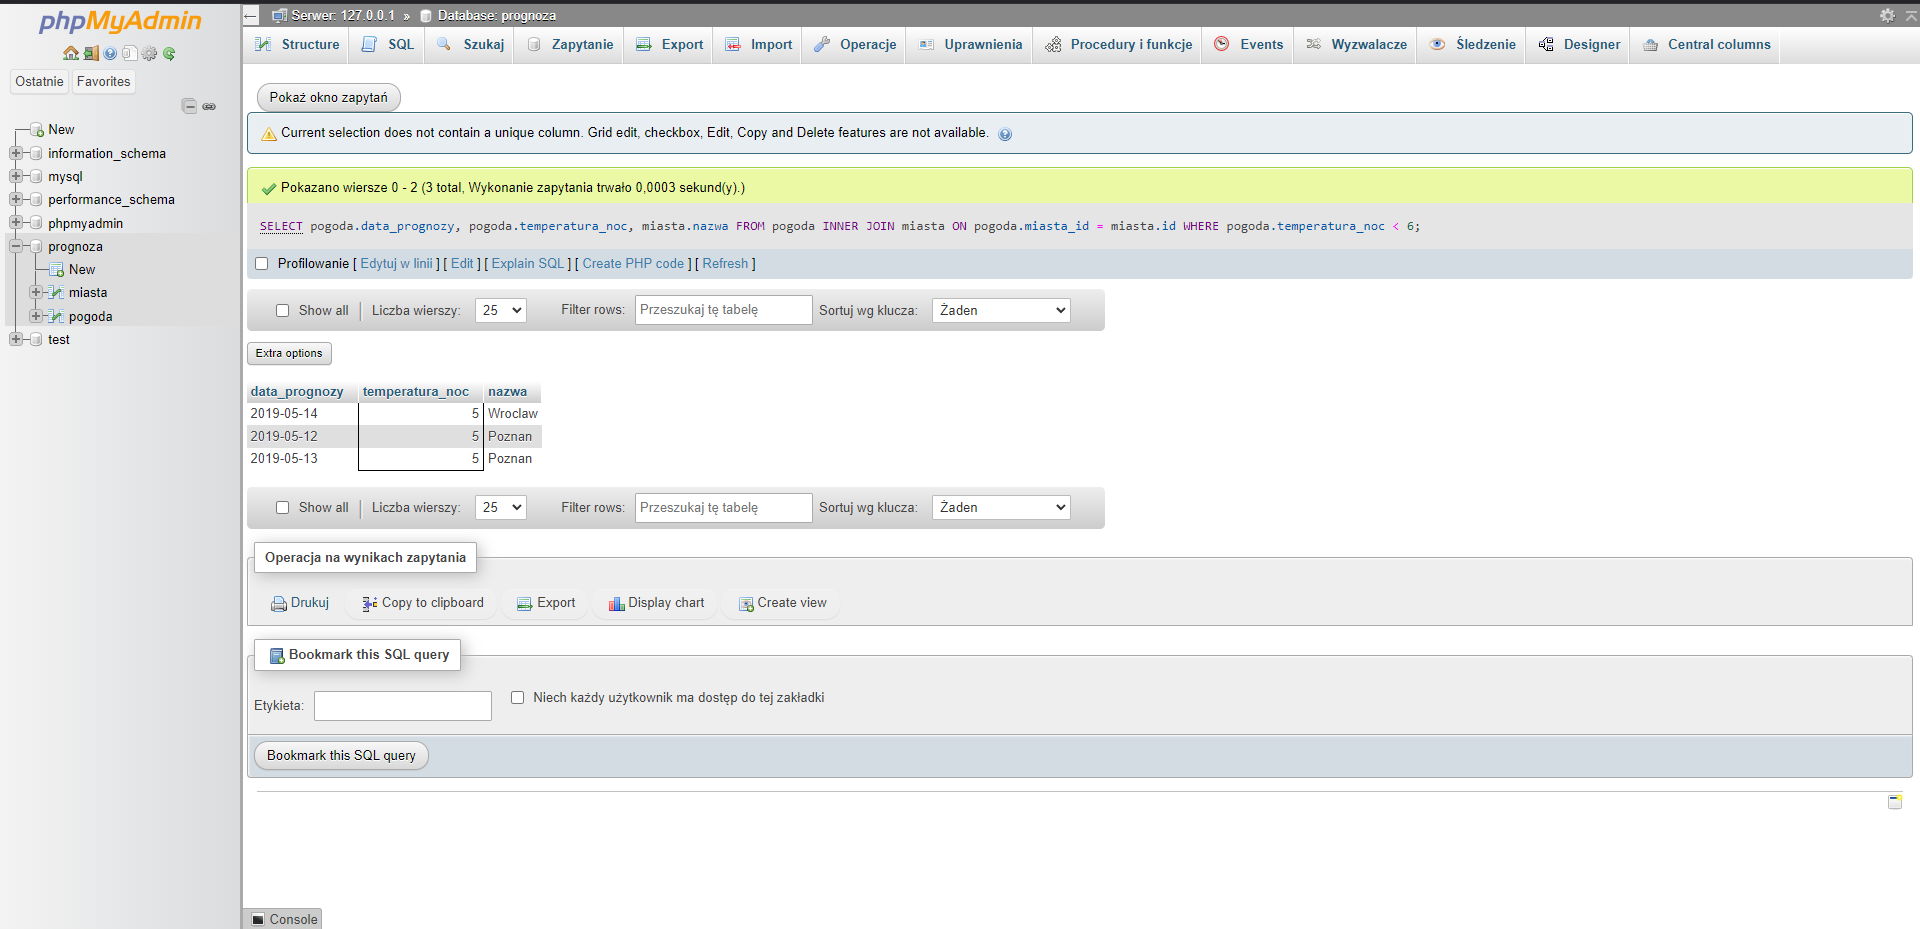 phpMyAdmin
Ostatnie Favorites
New
information_schema
mysql
performance_schema
phpmyadmin
prognoza
New
miasta
pogoda
test
Serwer: 127.0.0.1 » Database: prognoza
Structure SQL Szukaj Zapytanie Export Import Operacje Uprawnienia Procedury i funkcje Events Wyzwalacze Śledzenie Designer Central columns
Pokaż okno zapytań
Current selection does not contain a unique column. Grid edit, checkbox, Edit, Copy and Delete features are not available.
Pokazano wiersze 0 - 2 (3 total, Wykonanie zapytania trwało 0,0003 sekund(y).)
SELECT pogoda.data_prognozy, pogoda.temperatura_noc, miasta.nazwa FROM pogoda INNER JOIN miasta ON pogoda.miasta_id = miasta.id WHERE pogoda.temperatura_noc < 6;
Profilowanie [ Edytuj w linii ] [ Edit ] [ Explain SQL ] [ Create PHP code ] [ Refresh ]
Show all Liczba wierszy: 25 Filter rows: Przeszukaj tę tabelę Sortuj wg klucza: Żaden
Extra options
data_prognozy temperatura_noc nazwa
2019-05-14 5 Wroclaw
2019-05-12 5 Poznan
2019-05-13 5 Poznan
Show all Liczba wierszy: 25 Filter rows: Przeszukaj tę tabelę Sortuj wg klucza: Żaden
Operacja na wynikach zapytania
Drukuj Copy to clipboard Export Display chart Create view
Bookmark this SQL query
Etykieta: Niech każdy użytkownik ma dostęp do tej zakładki
Bookmark this SQL query
Console